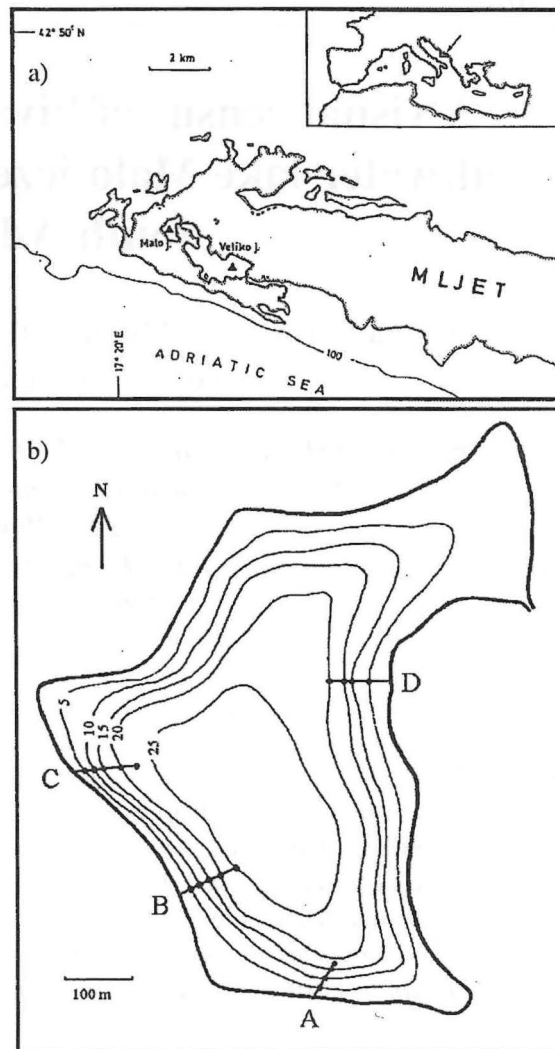 42° 50' N
a)
2 km
Malo j.
Veliko j.
MLJET
17° 20' E
100
ADRIATIC SEA
b)
N
D
5
10
15
20
25
C
B
100 m
A